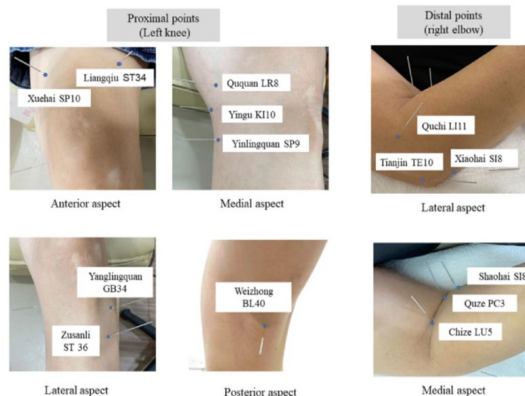 Proximal points
(Left knee)
Distal points
(right elbow)
Liangqiu ST34
Xuehai SP10
Ququan LR8
Yingu KI10
Yinlingquan SP9
Quchi LI11
Tianjin TE10
Xiaohai SI8
Anterior aspect
Medial aspect
Lateral aspect
Yanglingquan
GB34
Zusanli
ST 36
Weizhong
BL40
Shaohai SI8
Quze PC3
Chize LU5
Lateral aspect
Posterior aspect
Medial aspect